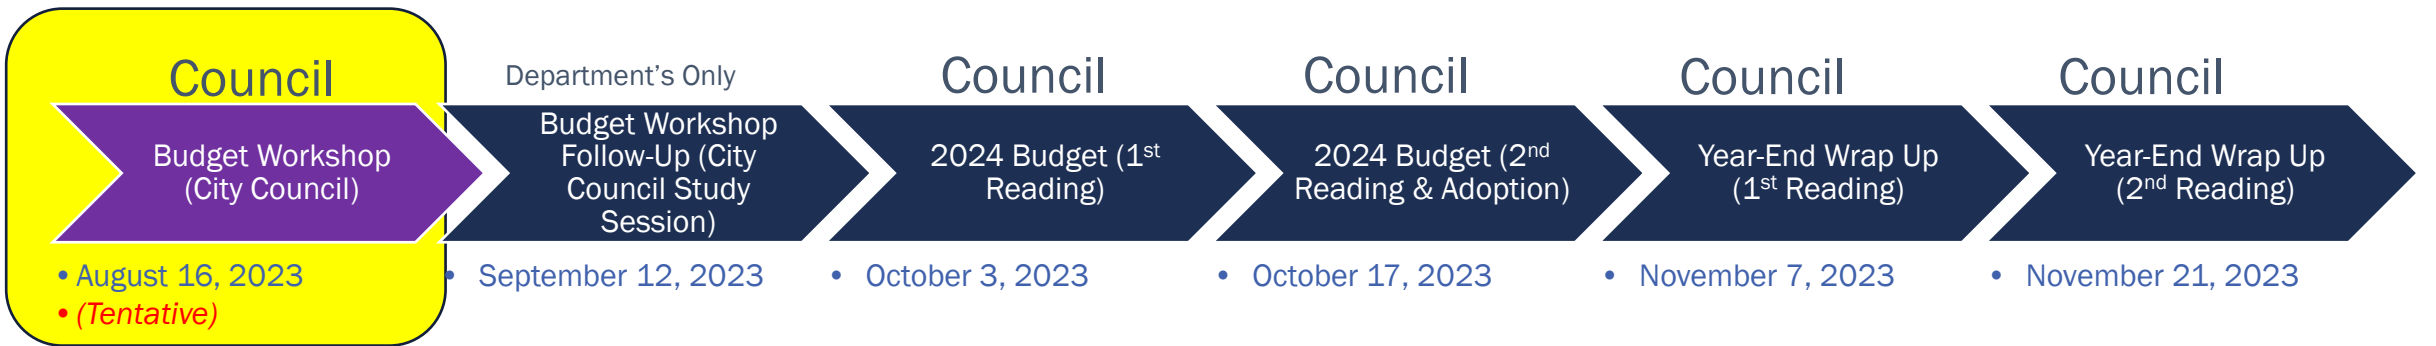 Council
Budget Workshop
(City Council)
• August 16, 2023
• (Tentative)
Department's Only
Budget Workshop
Follow-Up (City
Council Study
Session)
• September 12, 2023
Council
2024 Budget (1st
Reading)
• October 3, 2023
Council
2024 Budget (2nd
Reading & Adoption)
• October 17, 2023
Council
Year-End Wrap Up
(1st Reading)
• November 7, 2023
Council
Year-End Wrap Up
(2nd Reading)
• November 21, 2023